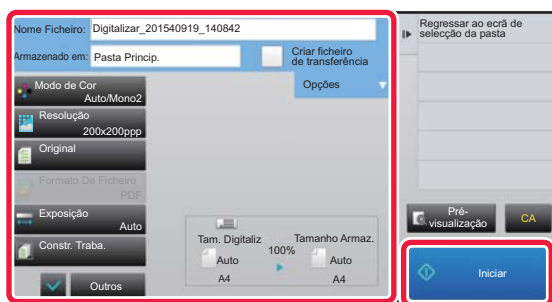 Nome Ficheiro: Digitalizar_201540919_140842
Armazenado em: Pasta Princip.
Criar ficheiro
de transferência
Opções
Modo de Cor
Auto/Mono2
Resolução
200x200ppp
Original
Formato De Ficheiro
PDF
Exposição
Auto
Constr. Traba.
Outros
Tam. Digitaliz
100%
Tamanho Armaz.
Auto
Auto
A4
A4
Regressar ao ecrã de
selecção da pasta
Pré-
visualização
CA
Iniciar